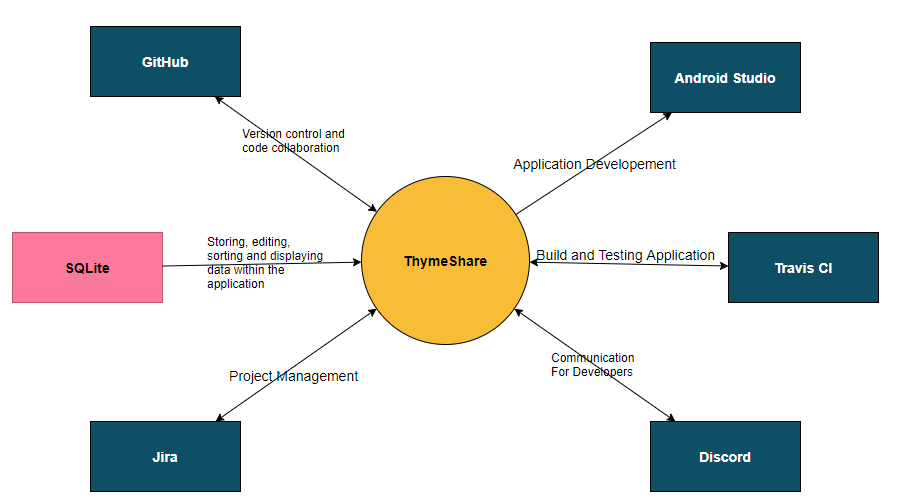 GitHub
Android Studio
Version control and
code collaboration
Application Developement
SQLite
Storing, editing,
sorting and displaying
data within the
application
ThymeShare
Build and Testing Application
Travis CI
Project Management
Communication
For Developers
Jira
Discord